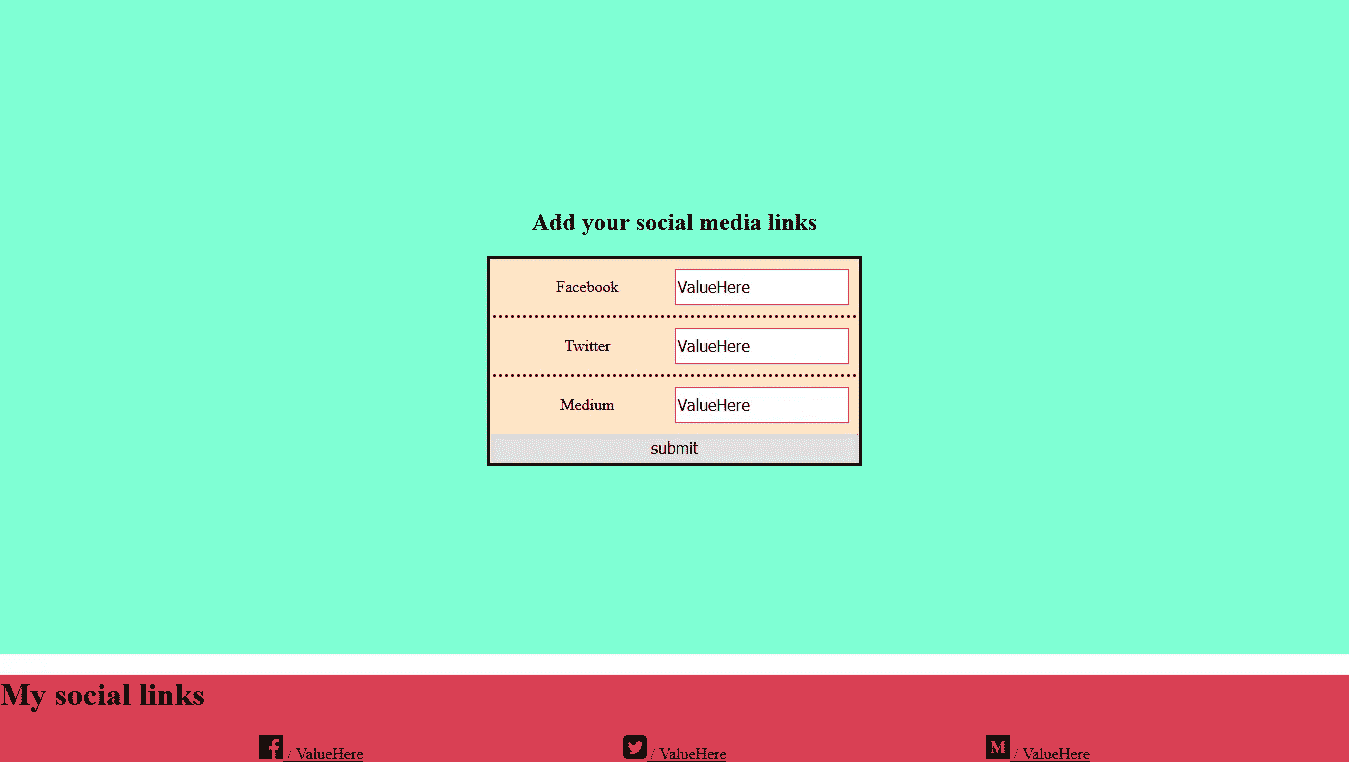 Add your social media links
Facebook ValueHere
Twitter ValueHere
Medium ValueHere
submit
My social links
/ ValueHere / ValueHere M / ValueHere